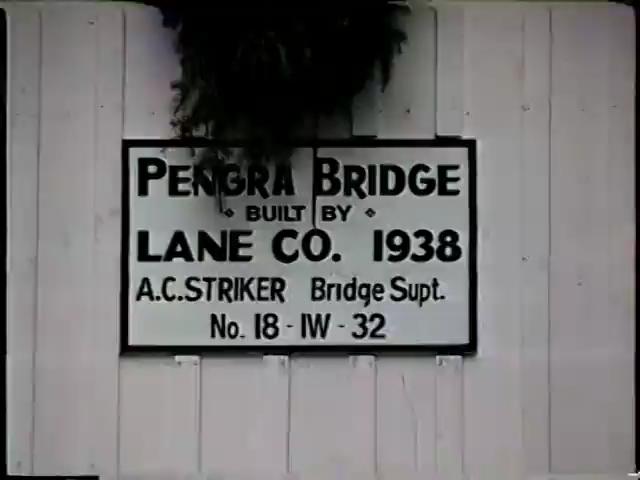 PENGRA BRIDGE
BUILT BY
LANE CO. 1938
A.C.STRIKER Bridge Supt.
No. 18 - IW - 32